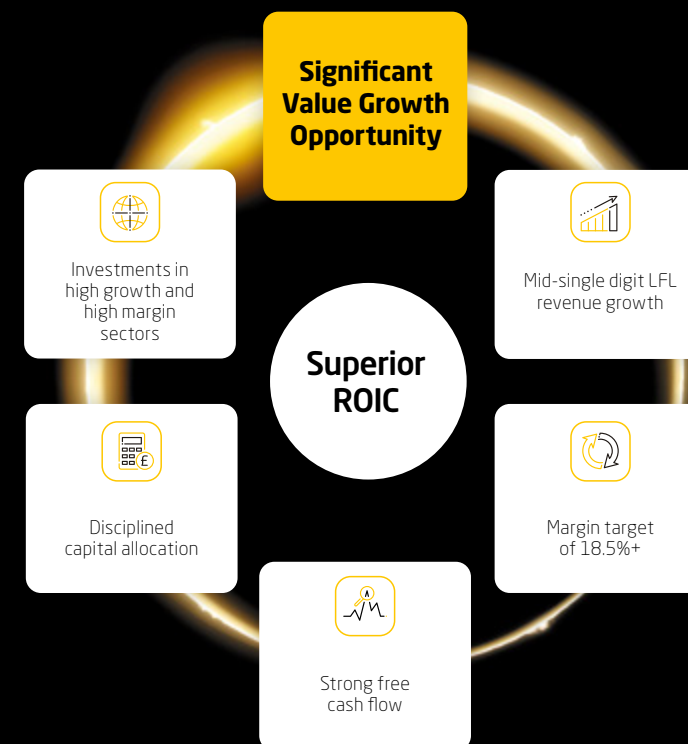 Significant
Value Growth
Opportunity
Investments in
high growth and
high margin
sectors
Mid-single digit LFL
revenue growth
Superior
ROIC
£
Disciplined
capital allocation
Margin target
of 18.5%+
Strong free
cash flow